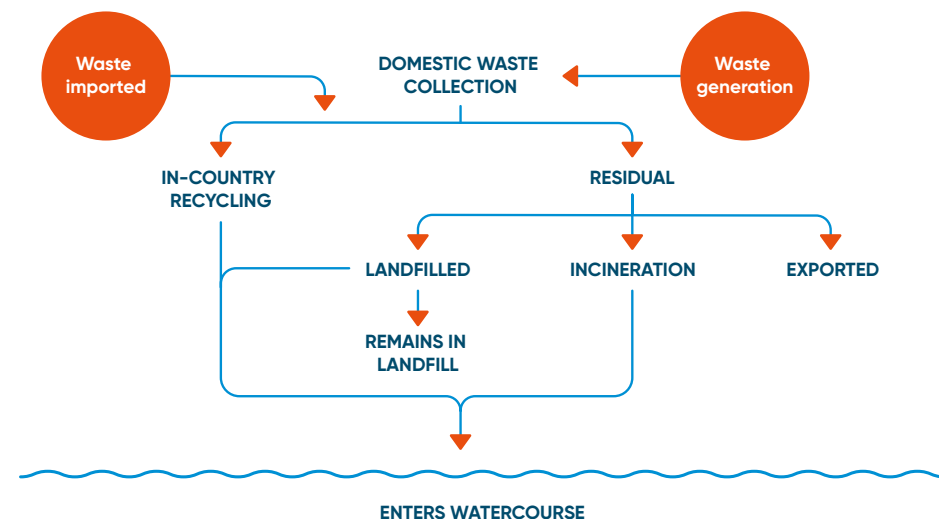 Waste
imported
DOMESTIC WASTE
COLLECTION
Waste
generation
IN-COUNTRY
RECYCLING
RESIDUAL
LANDFILLED
INCINERATION
EXPORTED
REMAINS IN
LANDFILL
ENTERS WATERCOURSE